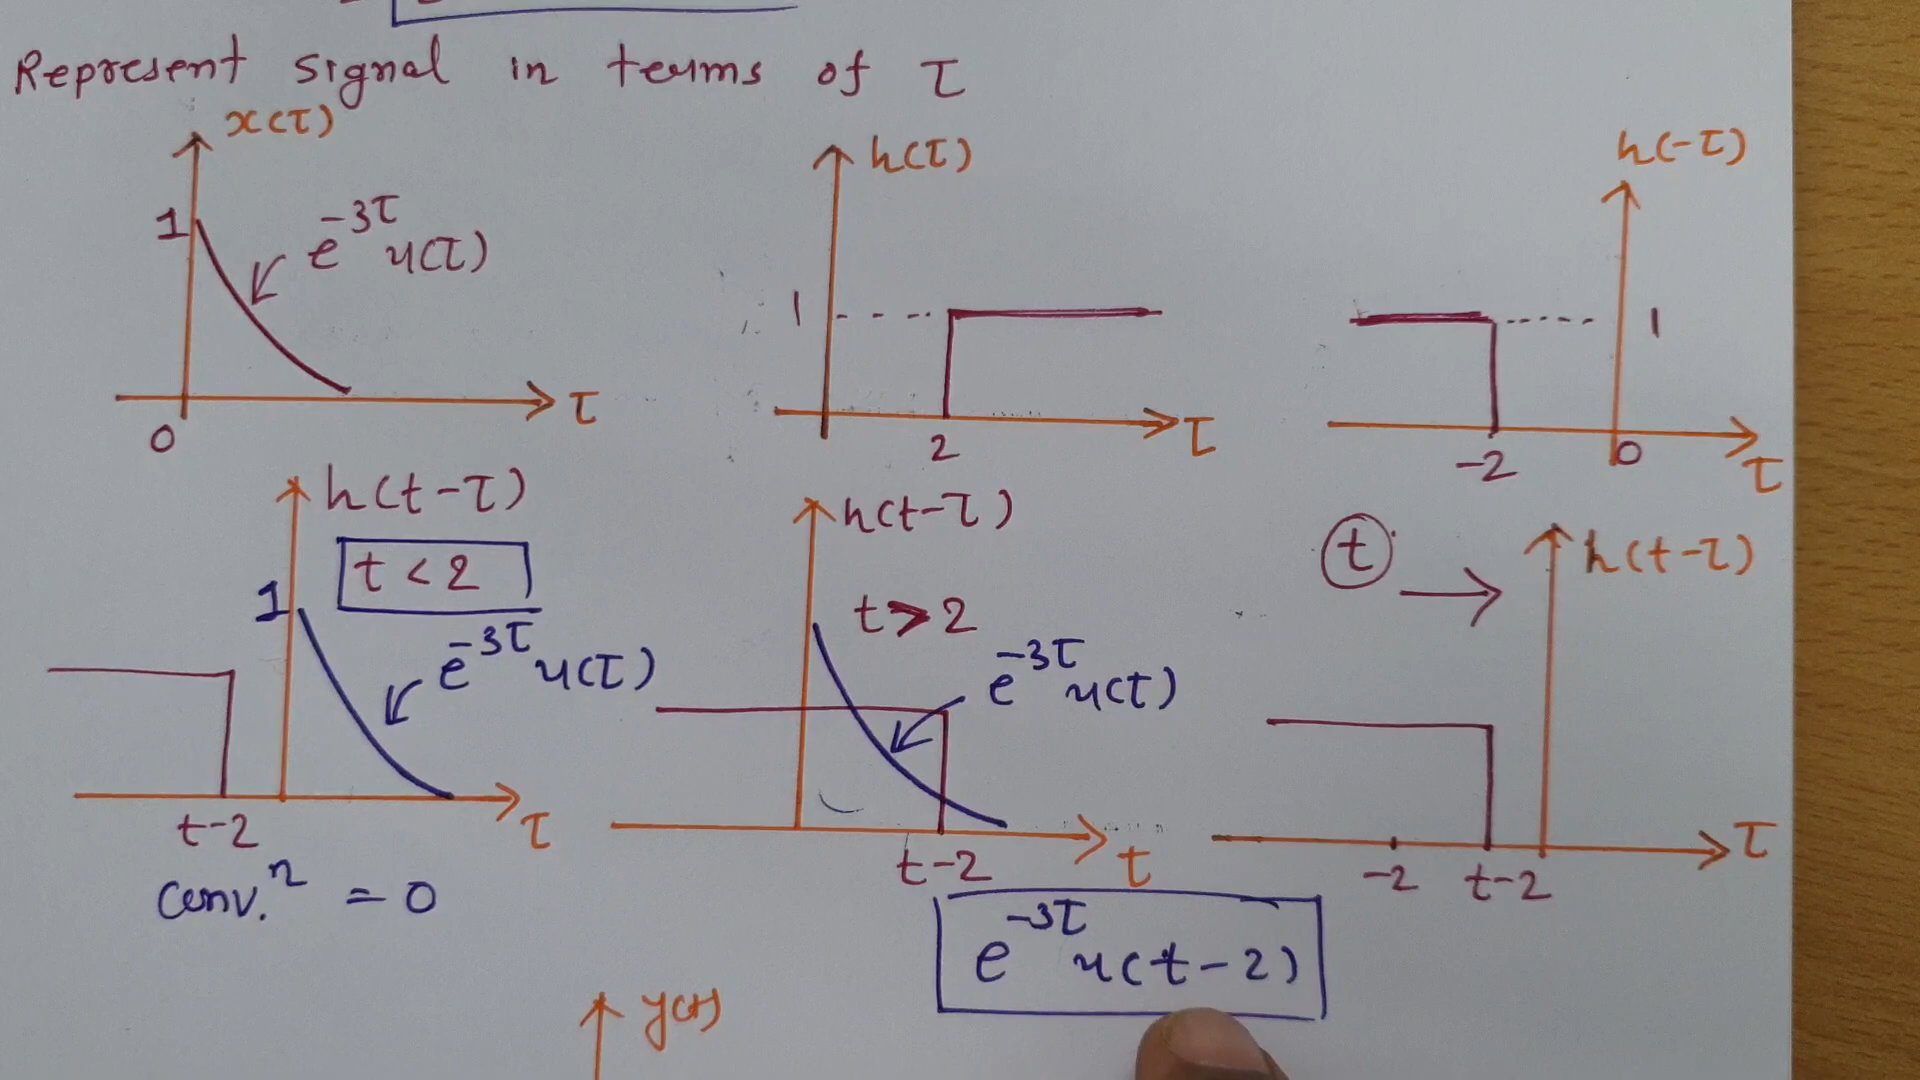 Represent signal in terms of τ
x(τ)
1
e^-3τ u(τ)
0
τ
h(τ)
1
2
τ
h(-τ)
1
-2
0
τ
h(t-τ)
t < 2
1
e^-3τ u(τ)
t-2
τ
conv.^n = 0
h(t-τ)
t > 2
e^-3τ u(τ)
t-2
t
e^-3τ u(t-2)
t
h(t-τ)
-2
t-2
τ
y(t)